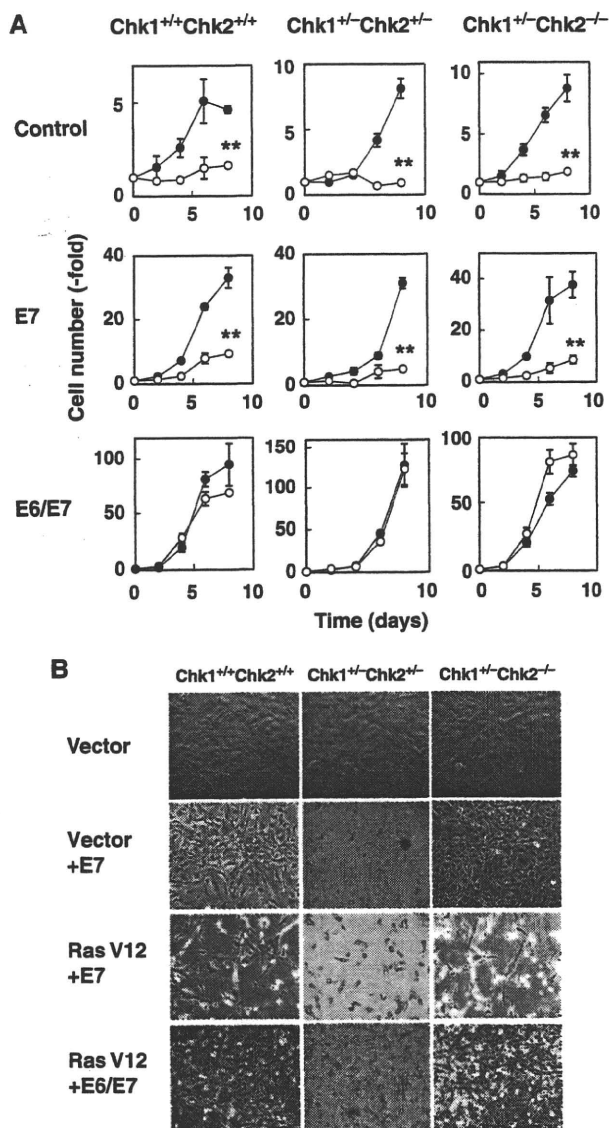 A
Chk1+/+Chk2+/+ Chk1+/–Chk2+/– Chk1+/–Chk2–/–
Control
5
0
**
0 5 10
10
5
0
**
0 5 10
10
5
0
**
0 5 10
E7
40
20
0
**
0 5 10
40
20
0
**
0 5 10
40
20
0
**
0 5 10
Cell number (-fold)
E6/E7
100
50
0
0 5 10
150
100
50
0
0 10
100
50
0 5 10
Time (days)
B
Chk1+/+Chk2+/+ Chk1+/–Chk2+/– Chk1+/–Chk2–/–
Vector
Vector
+E7
Ras V12
+E7
Ras V12
+E6/E7